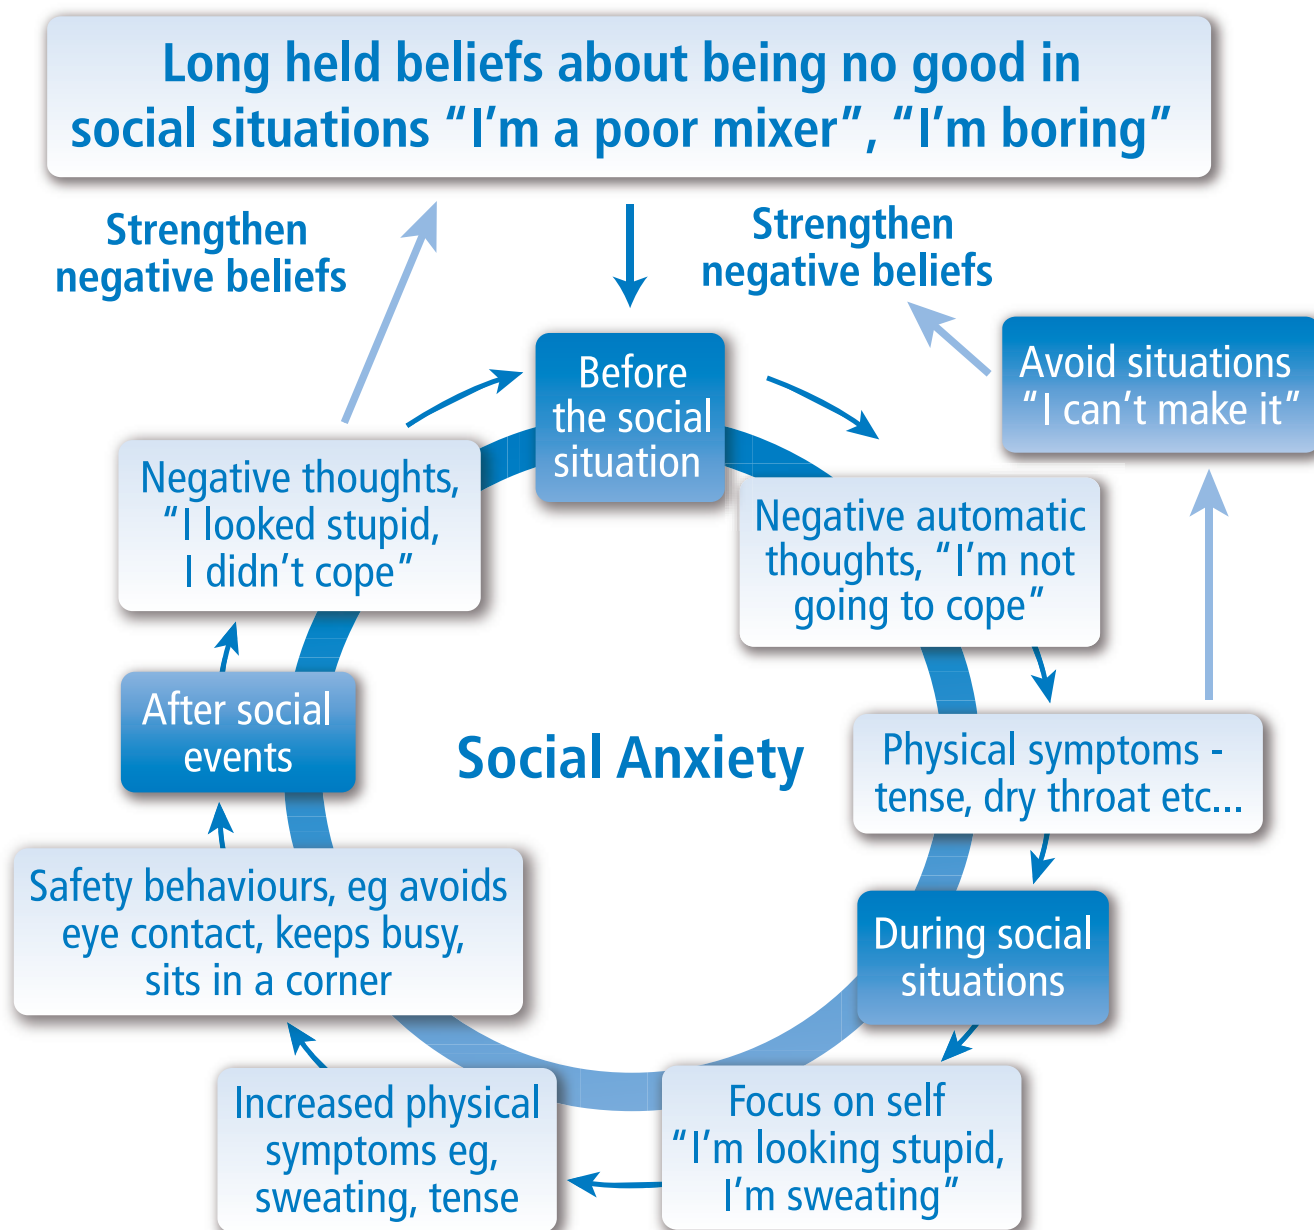 Long held beliefs about being no good in
social situations “I’m a poor mixer”, “I’m boring”
Strengthen
negative beliefs
Strengthen
negative beliefs
Before
the social
situation
Avoid situations
“I can’t make it”
Negative automatic
thoughts, “I’m not
going to cope”
Physical symptoms -
tense, dry throat etc...
During social
situations
Focus on self
“I’m looking stupid,
I’m sweating”
Increased physical
symptoms eg,
sweating, tense
Safety behaviours, eg avoids
eye contact, keeps busy,
sits in a corner
After social
events
Negative thoughts,
“I looked stupid,
I didn’t cope”
Social Anxiety